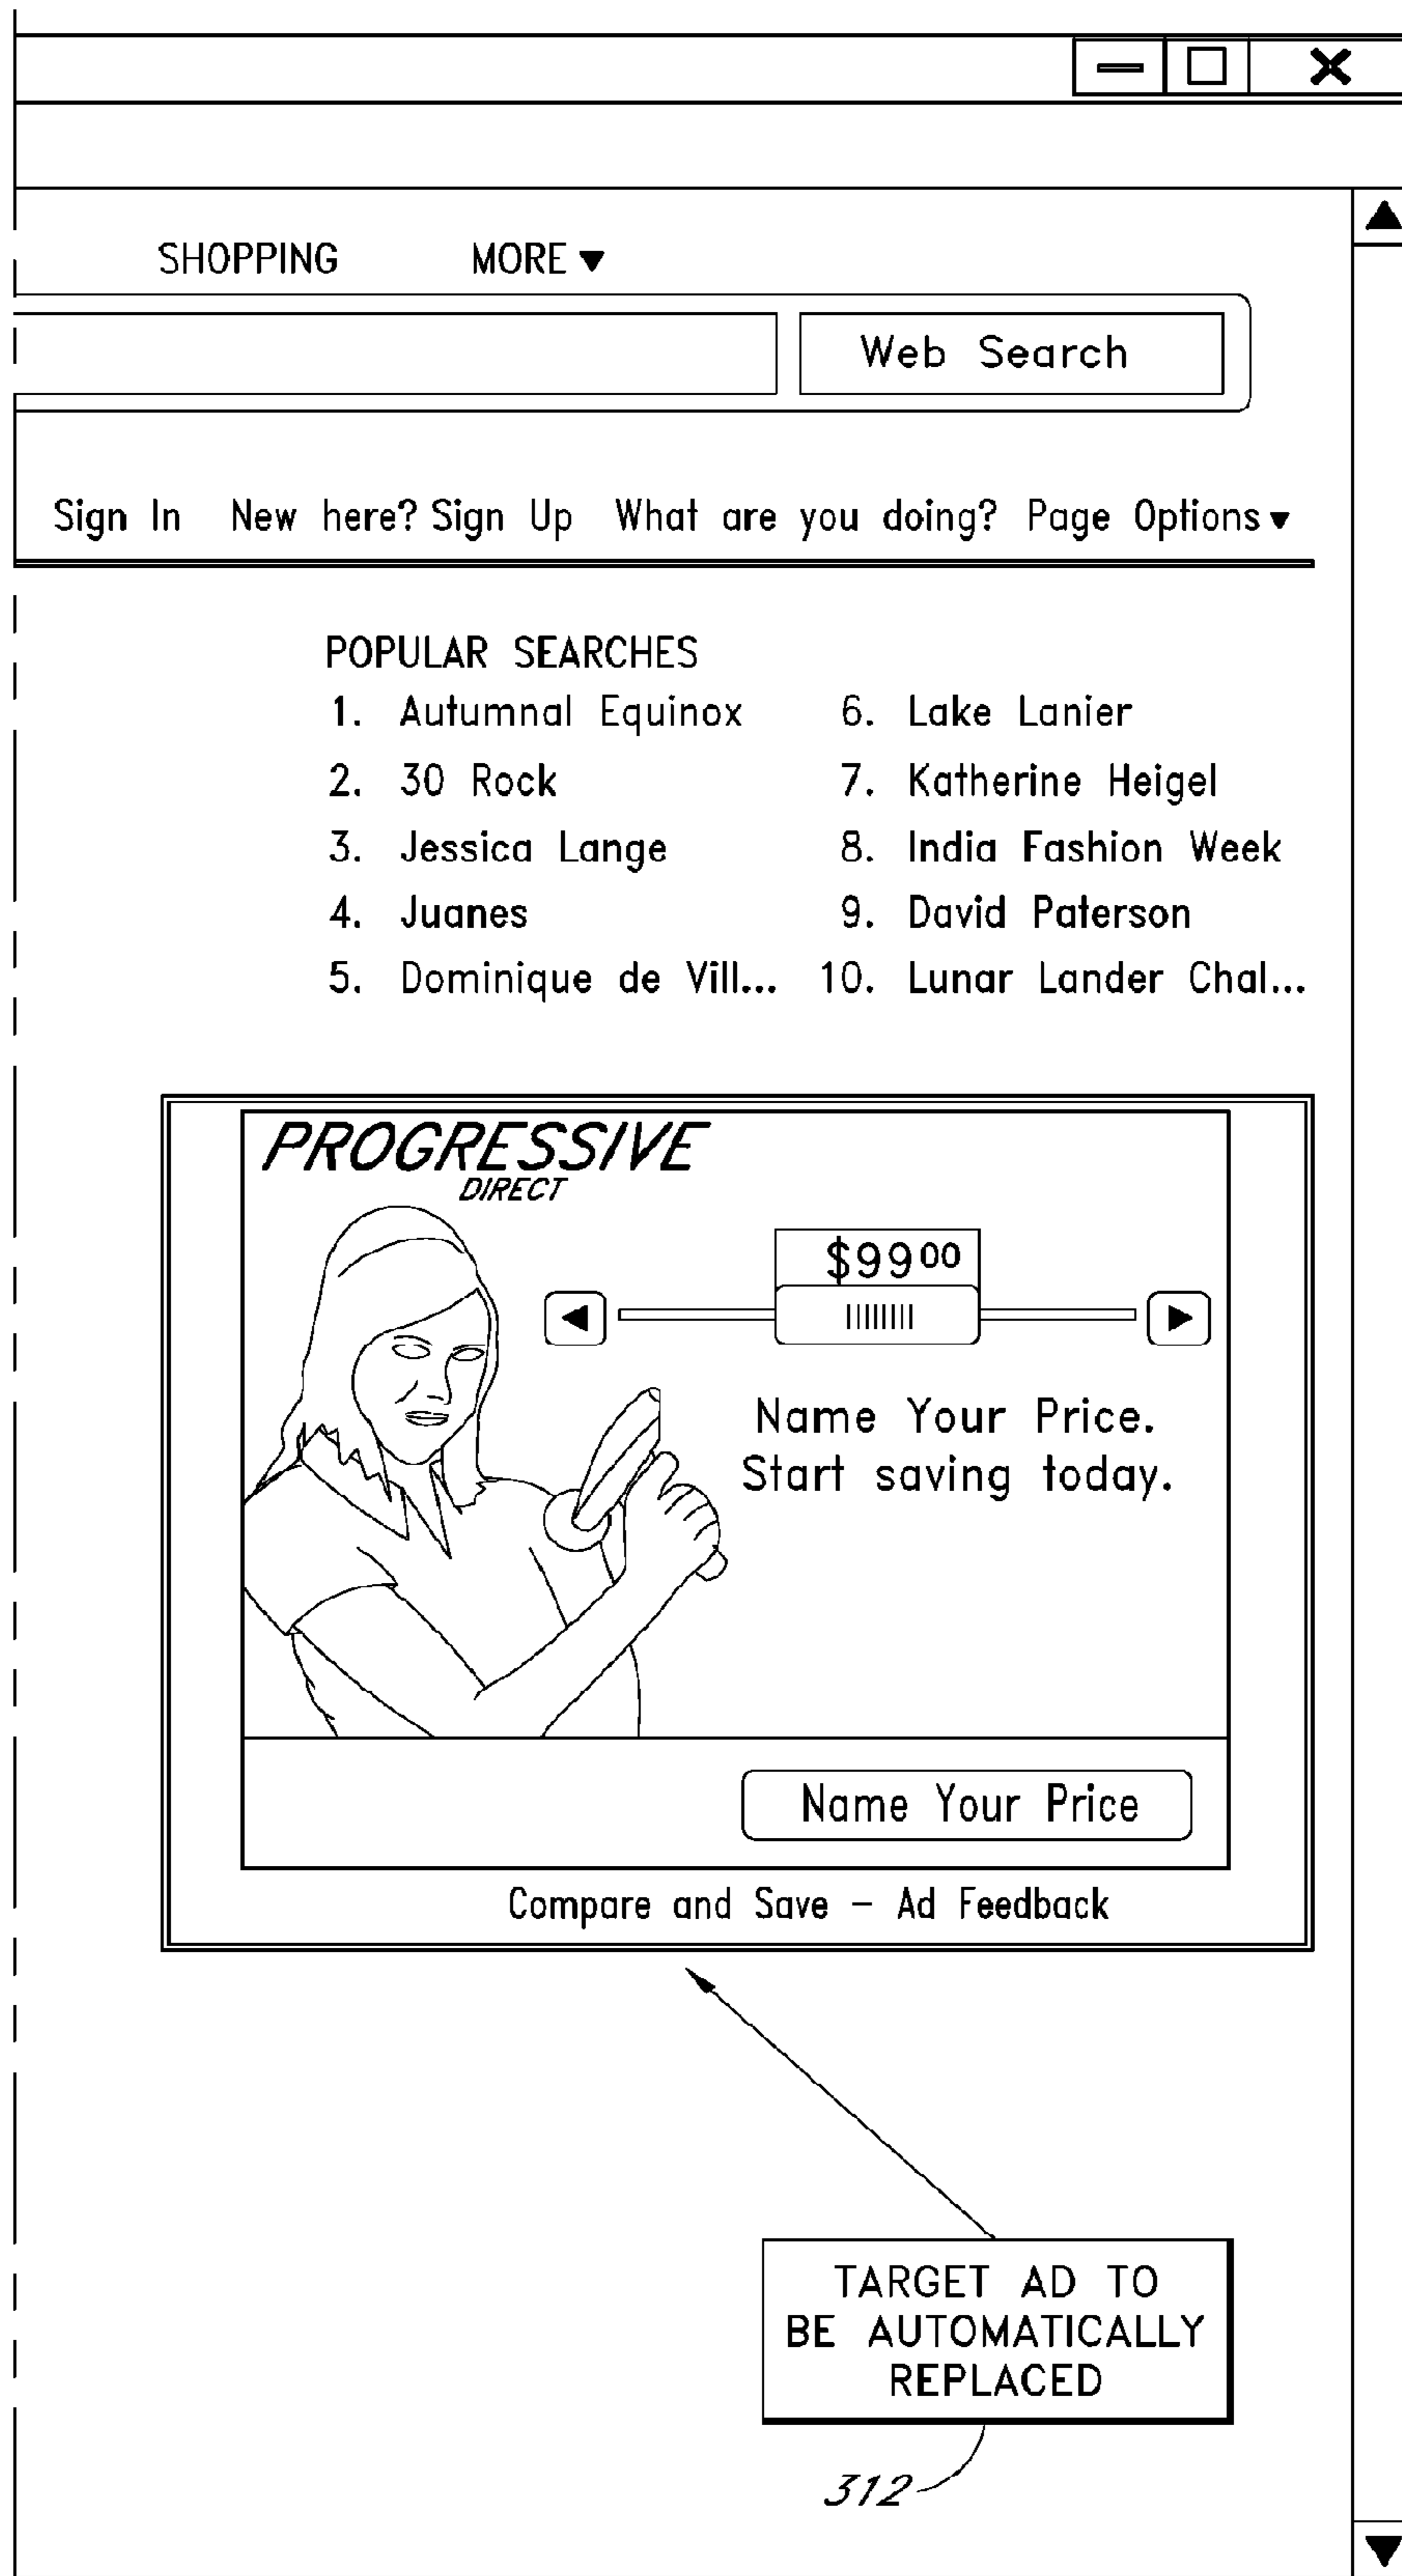 SHOPPING MORE
Web Search
Sign In New here? Sign Up What are you doing? Page Options
POPULAR SEARCHES
1. Autumnal Equinox
2. 30 Rock
3. Jessica Lange
4. Juanes
5. Dominique de Vill...
6. Lake Lanier
7. Katherine Heigel
8. India Fashion Week
9. David Paterson
10. Lunar Lander Chal...
PROGRESSIVE
DIRECT
$99⁰⁰
Name Your Price.
Start saving today.
Name Your Price
Compare and Save – Ad Feedback
TARGET AD TO
BE AUTOMATICALLY
REPLACED
312